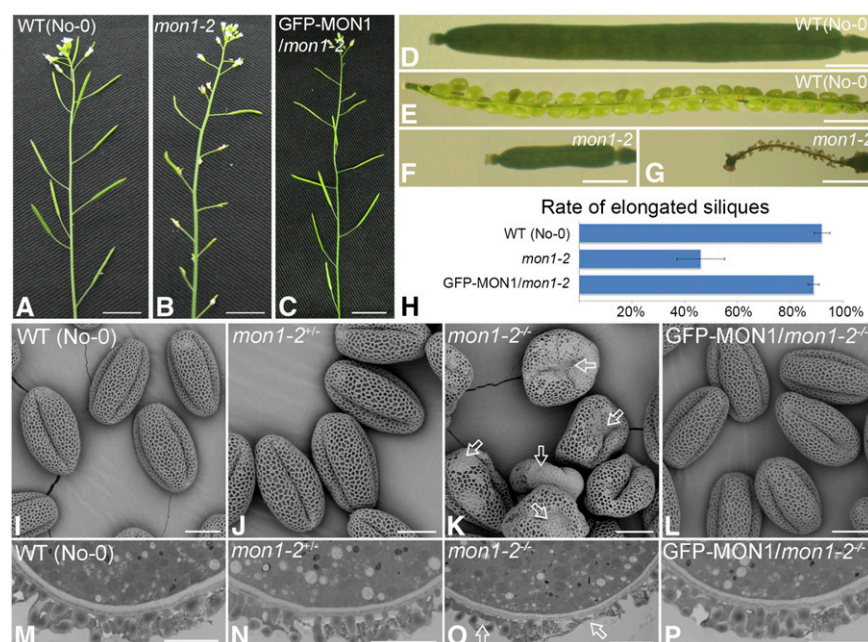 WT(No-0)
mon1-2
GFP-MON1
/mon1-2
A
B
C
WT(No-0)
D
WT(No-0)
E
mon1-2
F
mon1-2
G
Rate of elongated siliques
WT (No-0)
mon1-2
GFP-MON1/mon1-2
H
20% 40% 60% 80% 100%
WT (No-0)
mon1-2+/-
mon1-2-/-
GFP-MON1/mon1-2-/-
I
J
K
L
WT (No-0)
mon1-2+/-
mon1-2-/-
GFP-MON1/mon1-2-/-
M
N
O
P